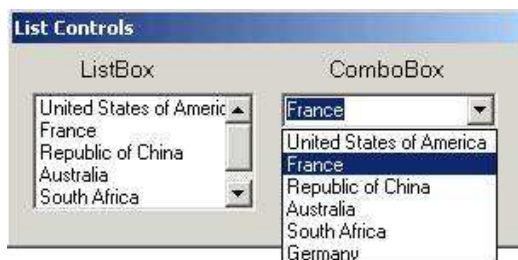 List Controls
ListBox
ComboBox
United States of Americ
France
Republic of China
Australia
South Africa
France
United States of America
France
Republic of China
Australia
South Africa
Germany